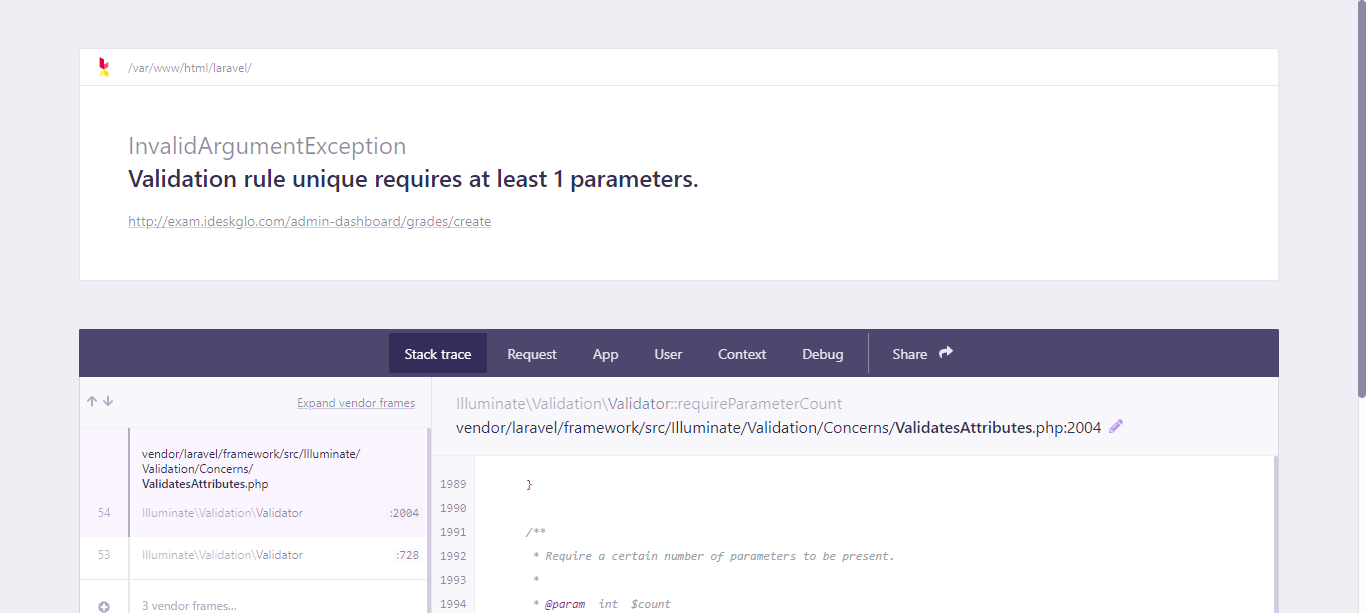 /var/www/html/laravel/
InvalidArgumentException
Validation rule unique requires at least 1 parameters.
http://exam.ideskglo.com/admin-dashboard/grades/create
Stack trace Request App User Context Debug Share
Expand vendor frames
vendor/laravel/framework/src/Illuminate/
Validation/Concerns/
ValidatesAttributes.php
54 Illuminate\Validation\Validator :2004
53 Illuminate\Validation\Validator :728
3 vendor frames...
Illuminate\Validation\Validator::requireParameterCount
vendor/laravel/framework/src/Illuminate/Validation/Concerns/ValidatesAttributes.php:2004
1989 }
1990
1991 /**
1992 * Require a certain number of parameters to be present.
1993 *
1994 * @param int $count